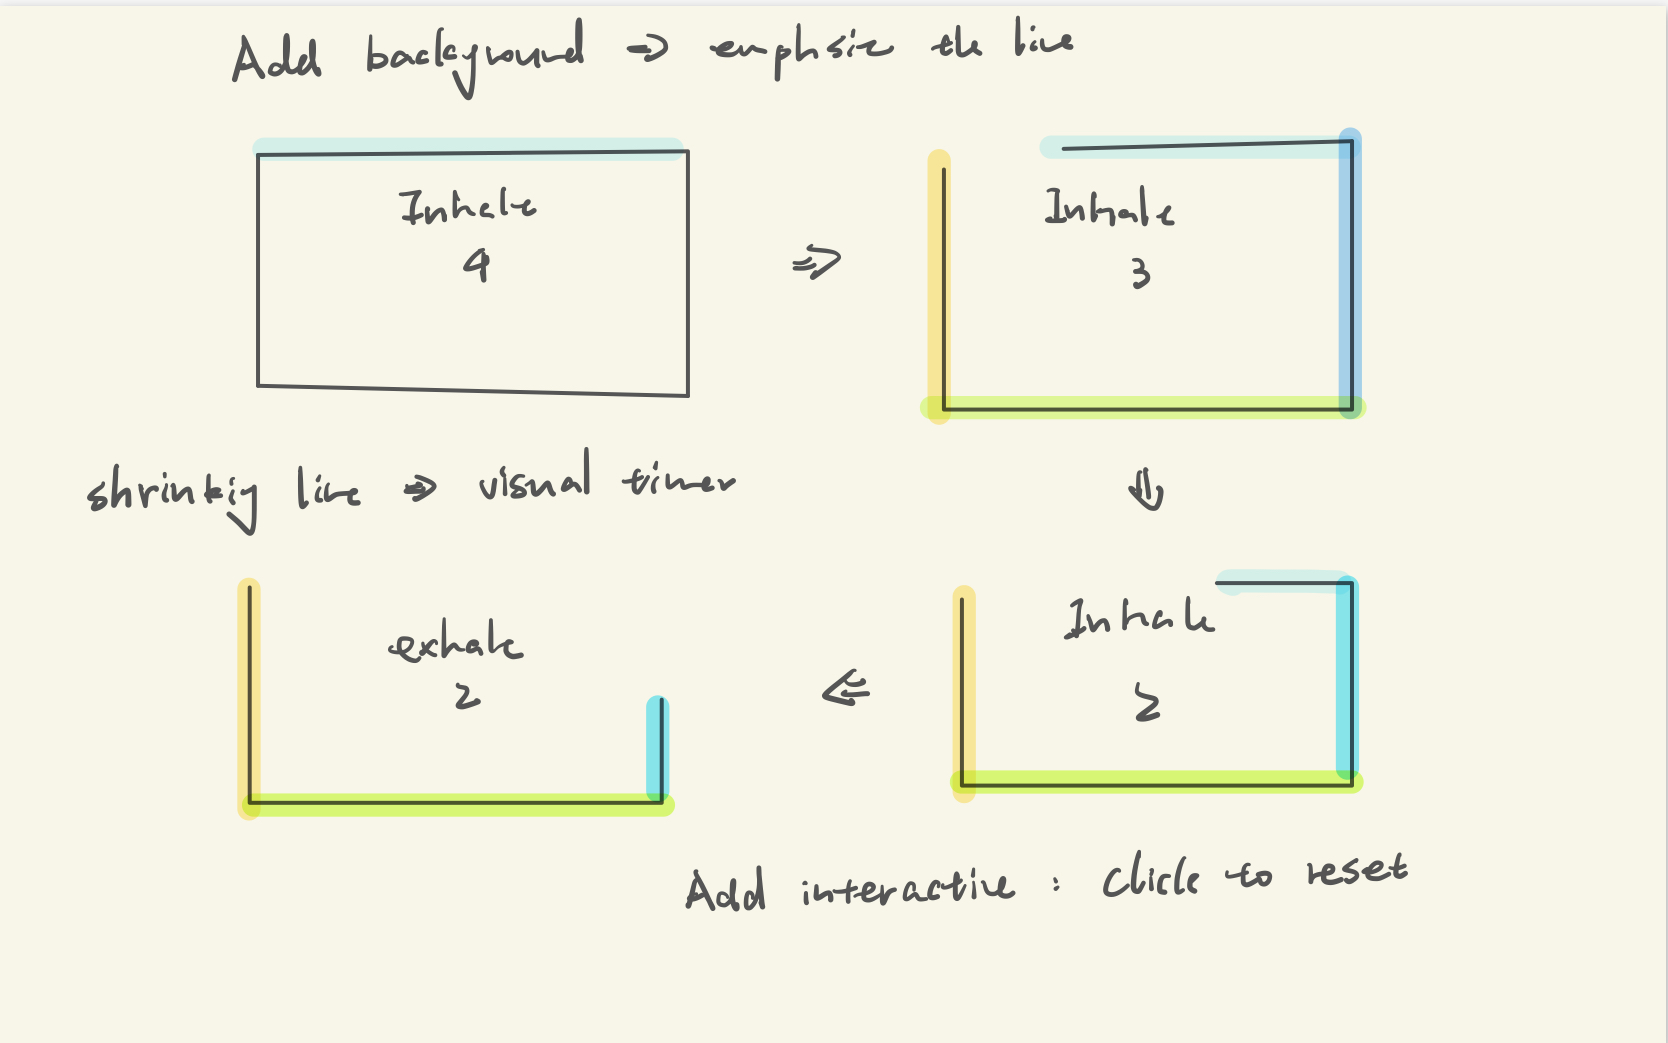 Add background ⇒ emphsize the line
Inhale
4
⇒
Inhale
3
shrinkig line ⇒ visual timer
⇓
exhale
2
⇐
Inhale
2
Add interactive : Click to reset